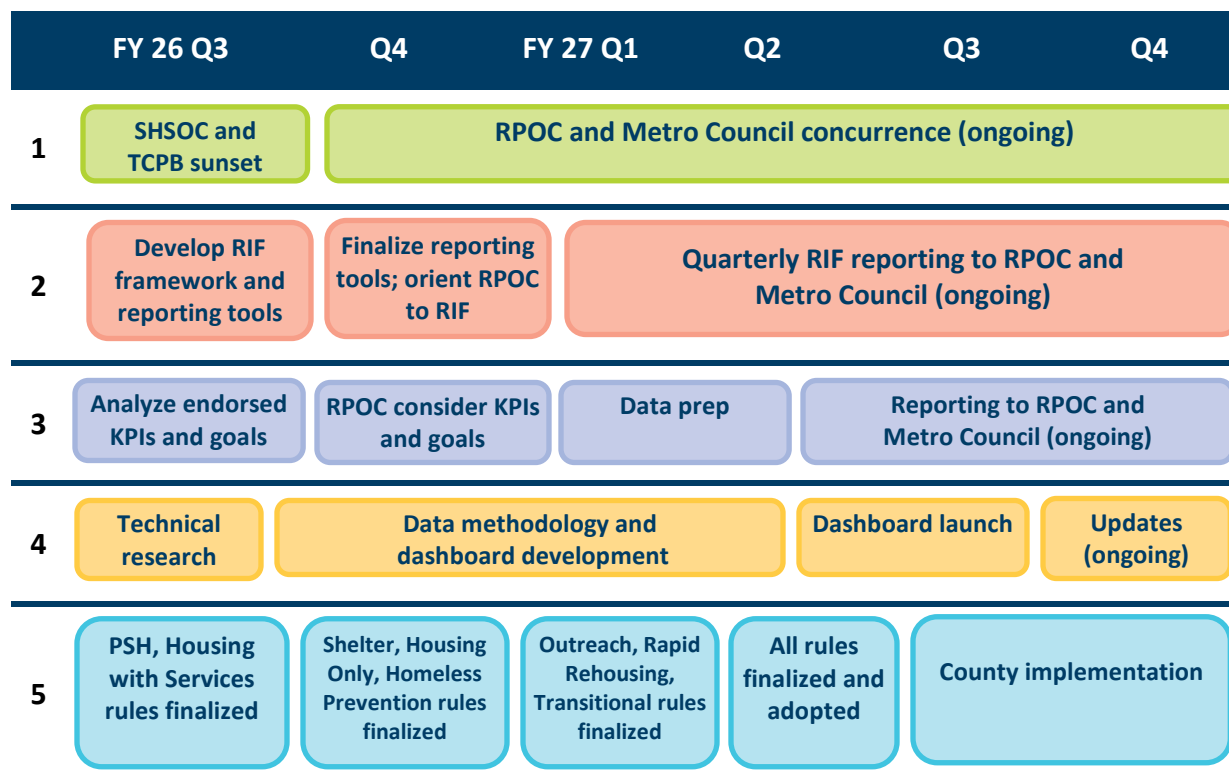 FY 26 Q3 Q4 FY 27 Q1 Q2 Q3 Q4
1
SHSOC and
TCPB sunset
RPOC and Metro Council concurrence (ongoing)
2
Develop RIF
framework and
reporting tools
Finalize reporting
tools; orient RPOC
to RIF
Quarterly RIF reporting to RPOC and
Metro Council (ongoing)
3
Analyze endorsed
KPIs and goals
RPOC consider KPIs
and goals
Data prep
Reporting to RPOC and
Metro Council (ongoing)
4
Technical
research
Data methodology and
dashboard development
Dashboard launch
Updates
(ongoing)
5
PSH, Housing
with Services
rules finalized
Shelter, Housing
Only, Homeless
Prevention rules
finalized
Outreach, Rapid
Rehousing,
Transitional rules
finalized
All rules
finalized and
adopted
County implementation